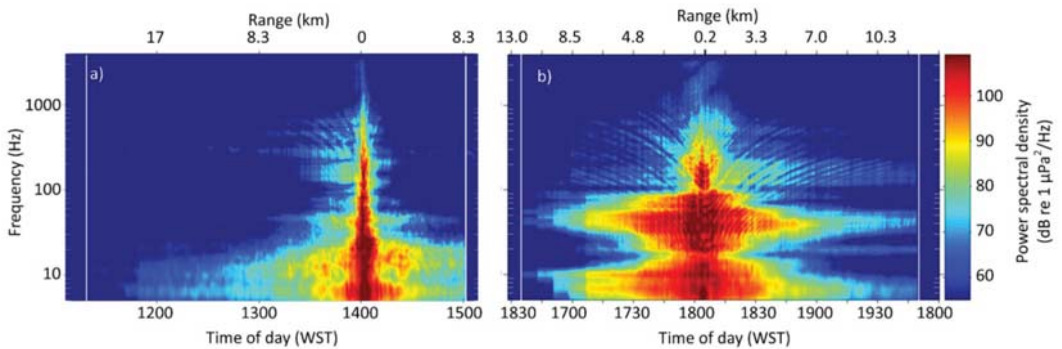 Range (km)
17 8.3 0 8.3
Range (km)
13.0 8.5 4.8 0.2 3.3 7.0 10.3
a)
b)
Frequency (Hz)
1000
100
10
1200 1300 1400 1500
Time of day (WST)
1830 1700 1730 1800 1830 1900 1930 1800
Time of day (WST)
100
90
80
70
60
Power spectral density
(dB re 1 µPa²/Hz)